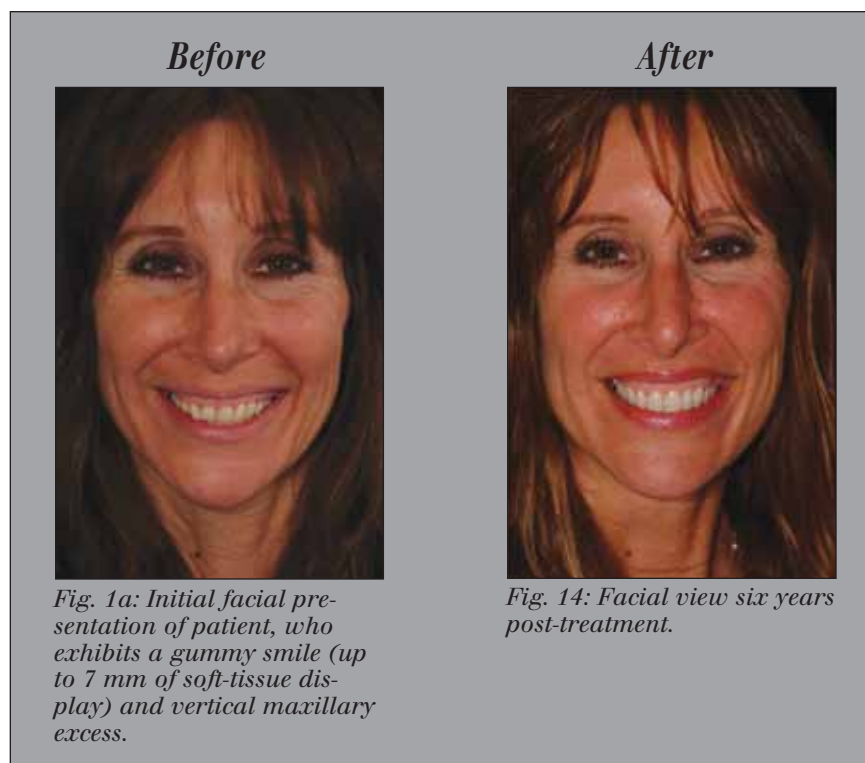 Before
After
Fig. 1a: Initial facial pre-
sentation of patient, who
exhibits a gummy smile (up
to 7 mm of soft-tissue dis-
play) and vertical maxillary
excess.
Fig. 14: Facial view six years
post-treatment.